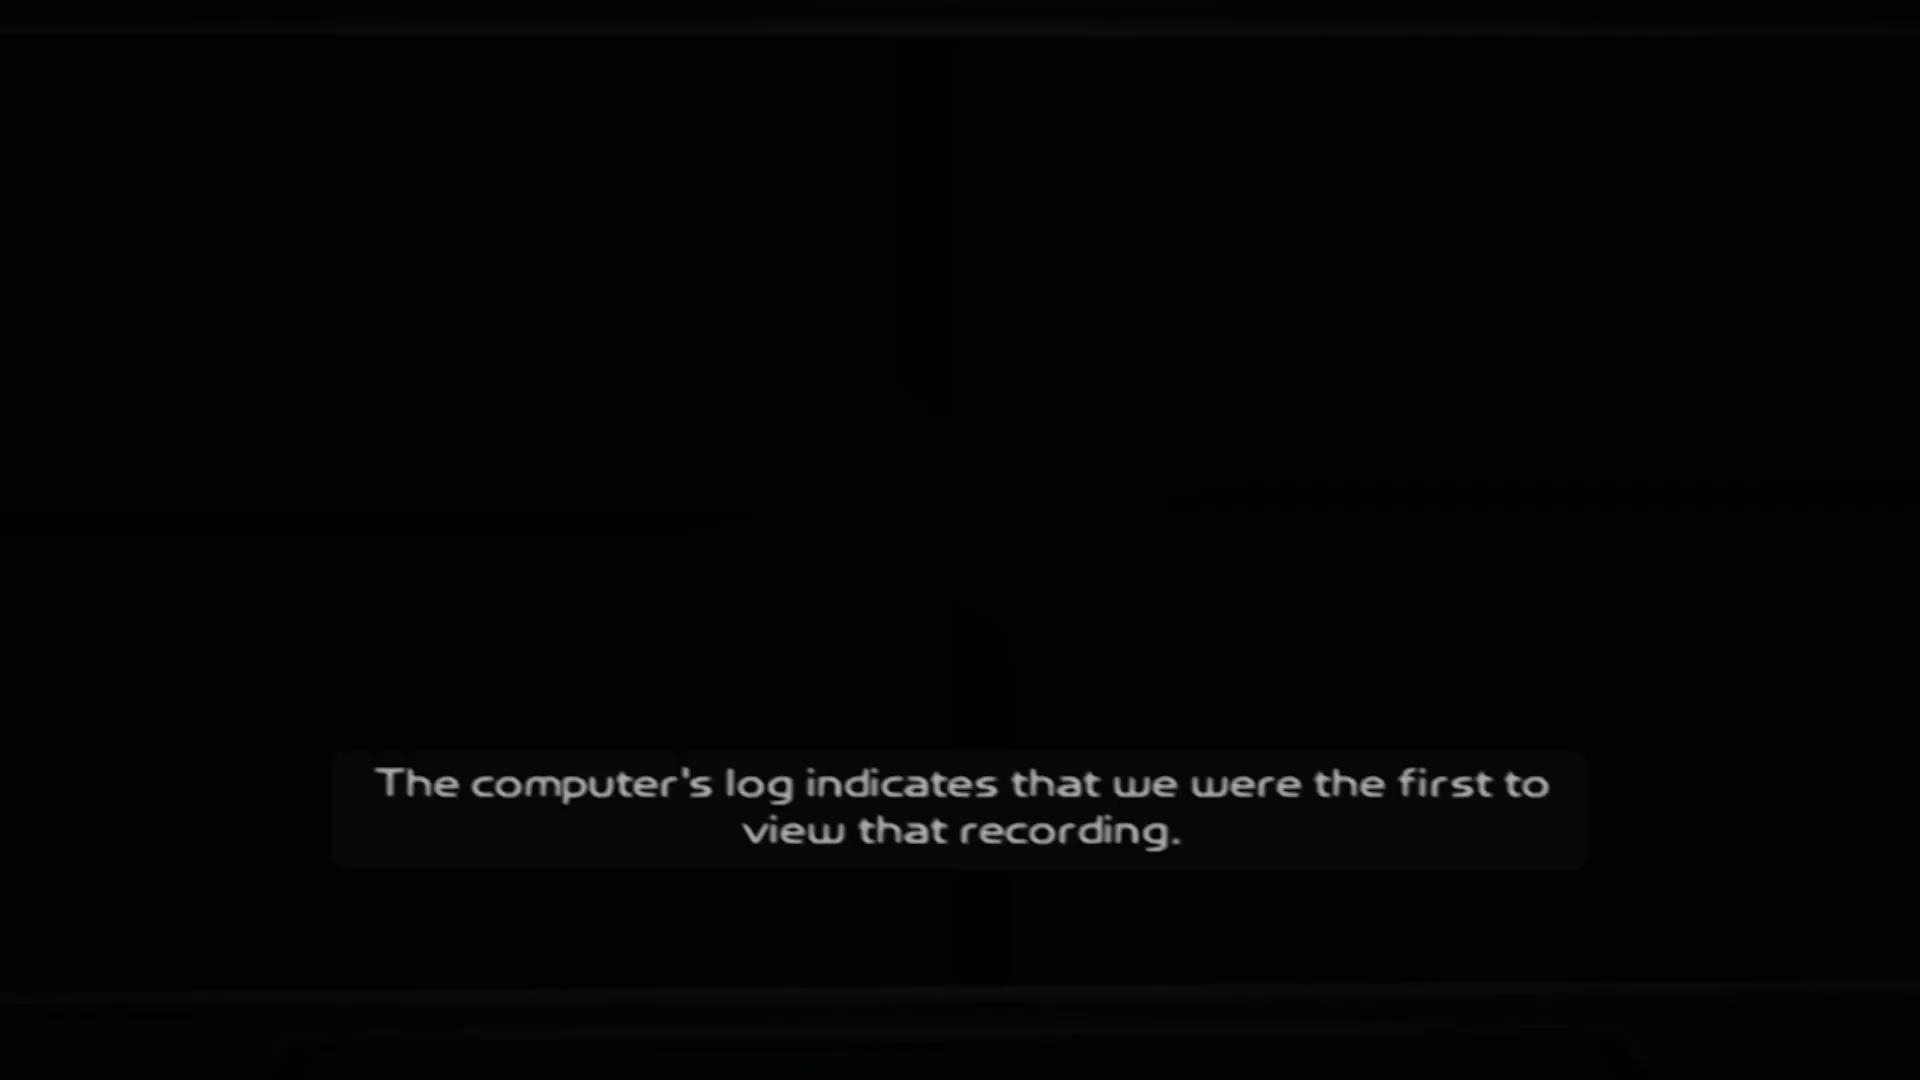 The computer's log indicates that we were the first to
view that recording.